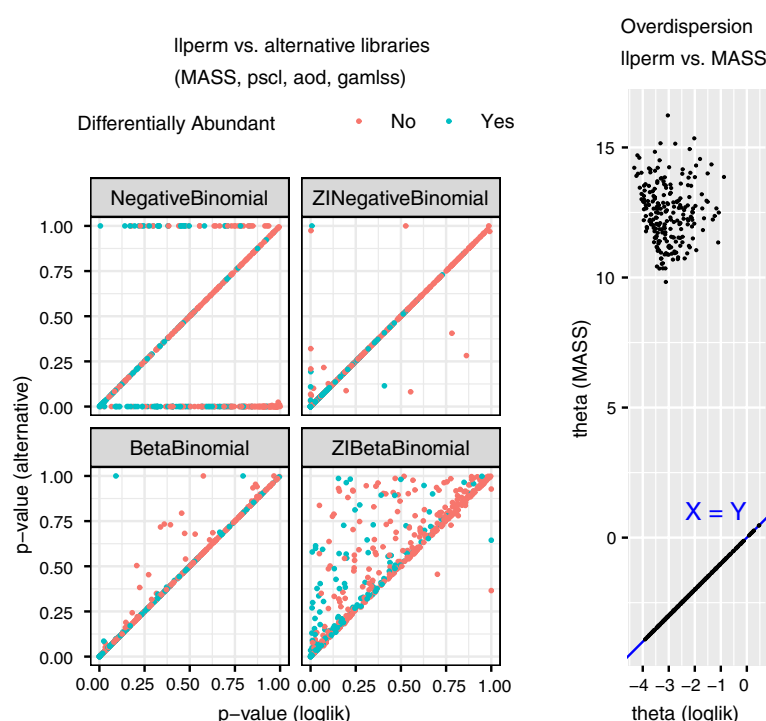 llperm vs. alternative libraries
(MASS, pscl, aod, gamlss)
Differentially Abundant No Yes
NegativeBinomial ZINegativeBinomial
1.00
0.75
0.50
0.25
0.00
BetaBinomial ZIBetaBinomial
1.00
0.75
0.50
0.25
0.00
0.00 0.25 0.50 0.75 1.00 0.00 0.25 0.50 0.75 1.00
p−value (alternative)
p−value (loglik)
Overdispersion
llperm vs. MASS
15
10
5
0
theta (MASS)
X = Y
−4 −3 −2 −1 0
theta (loglik)